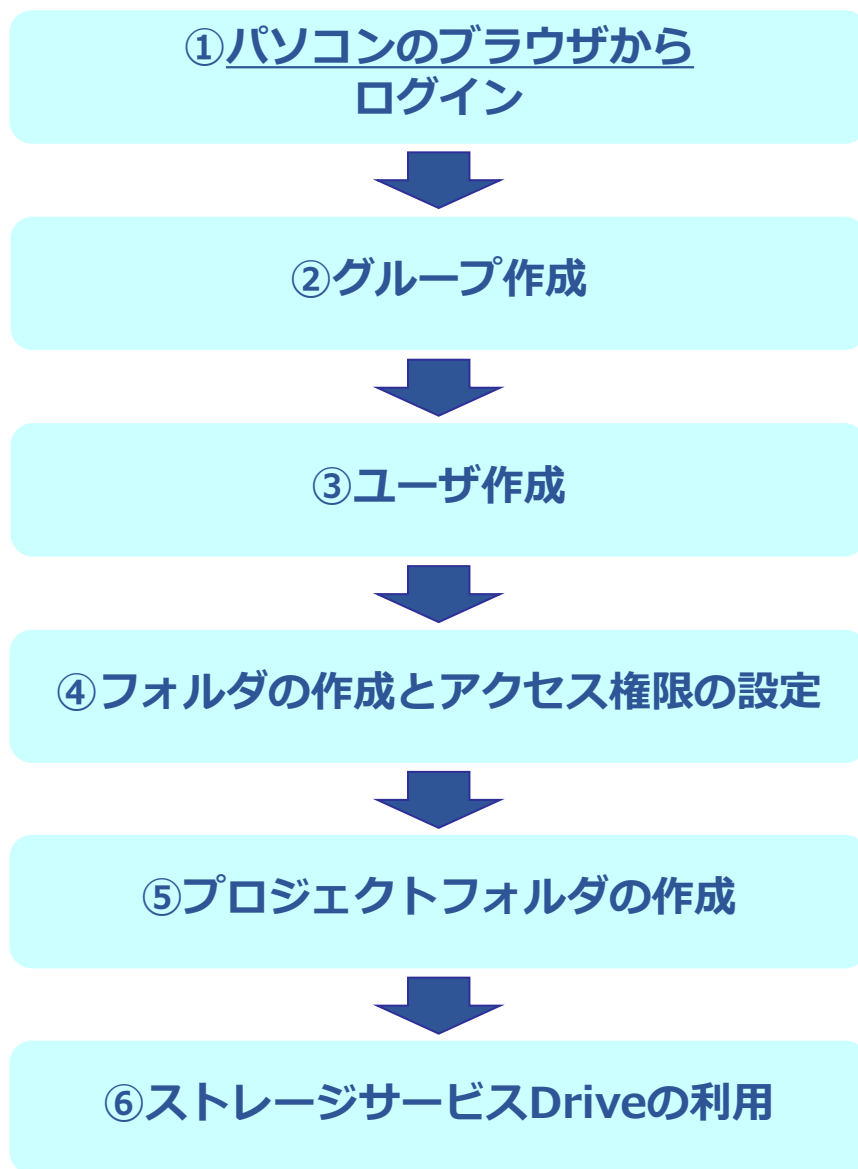 ①パソコンのブラウザから
ログイン
②グループ作成
③ユーザ作成
④フォルダの作成とアクセス権限の設定
⑤プロジェクトフォルダの作成
⑥ストレージサービスDriveの利用